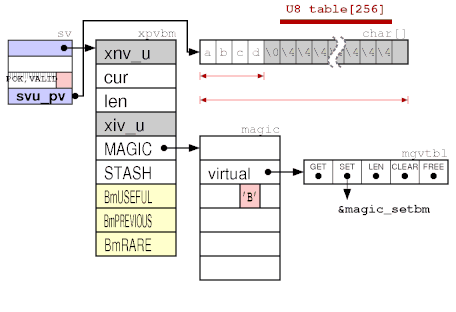 U8 table[256]
sv
xpvbm
char[]
xnv_u
a b c d \0 \4 \4 \4 \4 \4 \4
cur
POK,VALID
svu_pv
len
xiv_u
magic
MAGIC
mgvtbl
STASH
virtual
GET SET LEN CLEAR FREE
BmUSEFUL
'B'
&magic_setbm
BmPREVIOUS
BmRARE